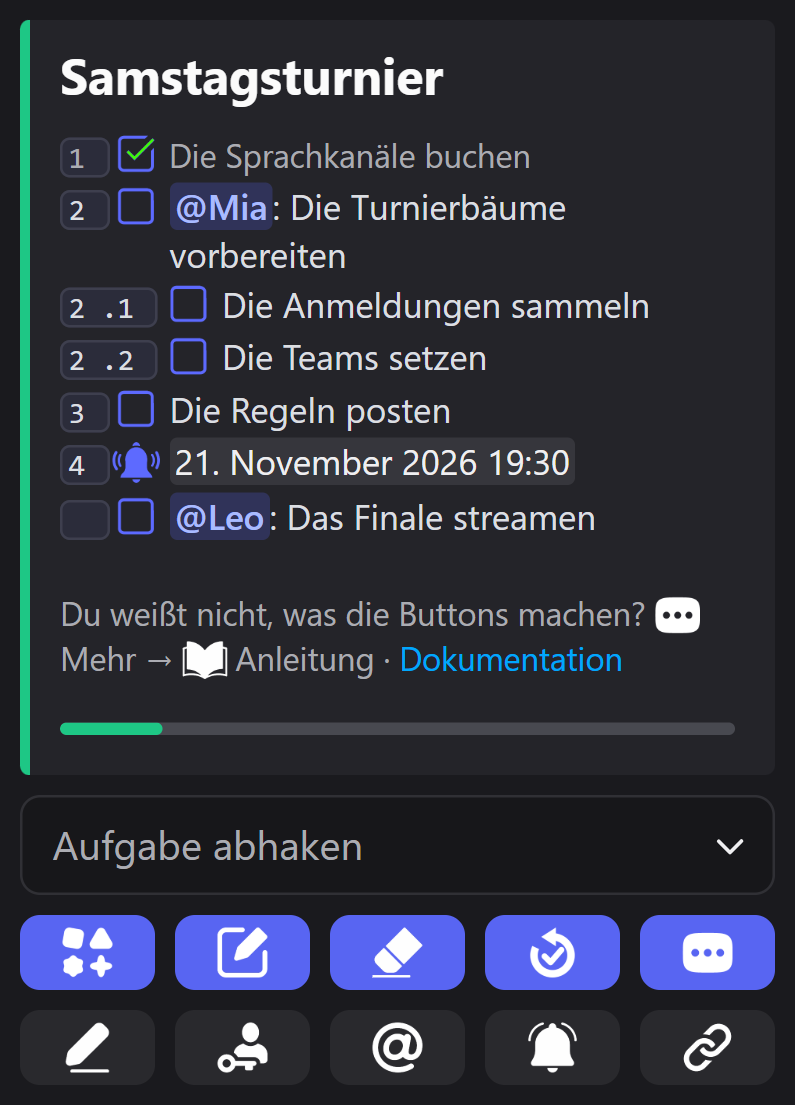 Samstagsturnier
1 Die Sprachkanäle buchen
2 @Mia: Die Turnierbäume
vorbereiten
2 .1 Die Anmeldungen sammeln
2 .2 Die Teams setzen
3 Die Regeln posten
4 21. November 2026 19:30
@Leo: Das Finale streamen
Du weißt nicht, was die Buttons machen?
Mehr → Anleitung · Dokumentation
Aufgabe abhaken
@